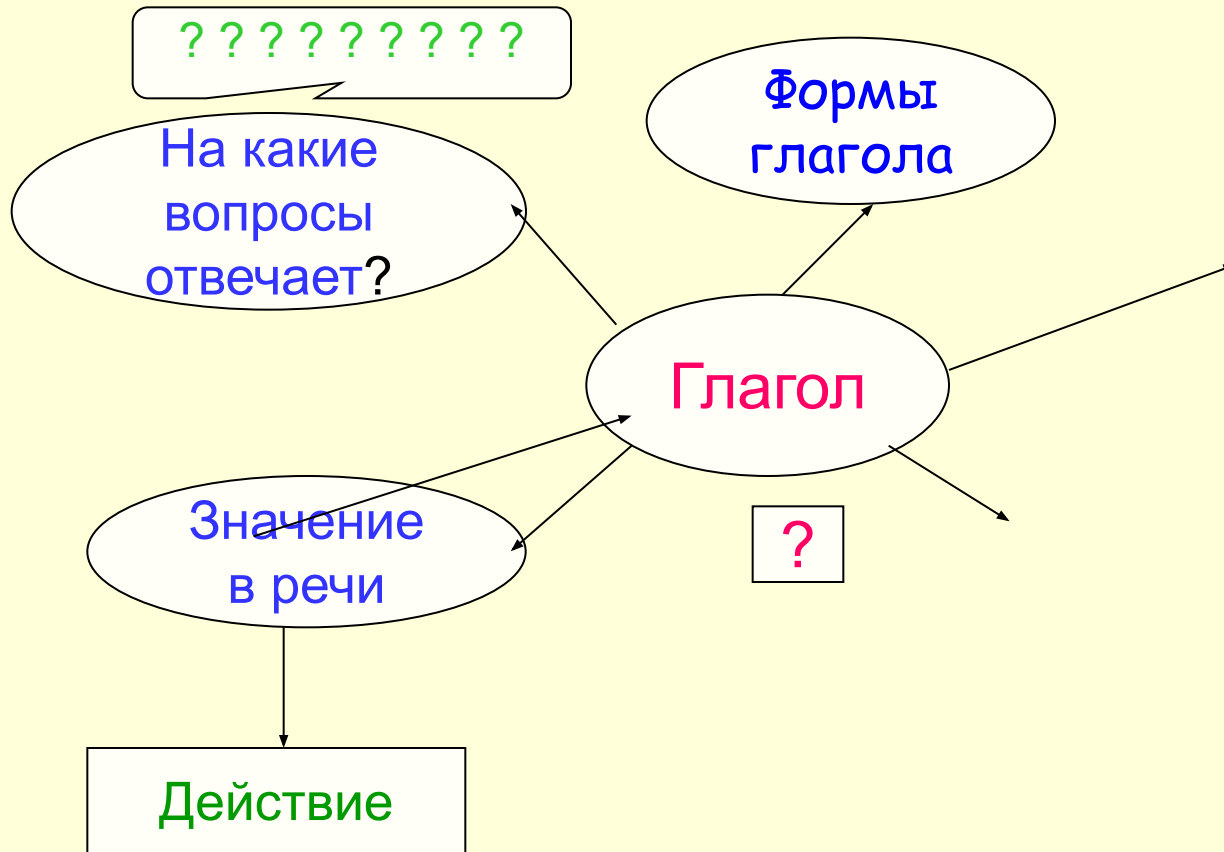 ? ? ? ? ? ? ? ? ?
На какие
вопросы
отвечает?
Формы
глагола
Глагол
Значение
в речи
?
Действие